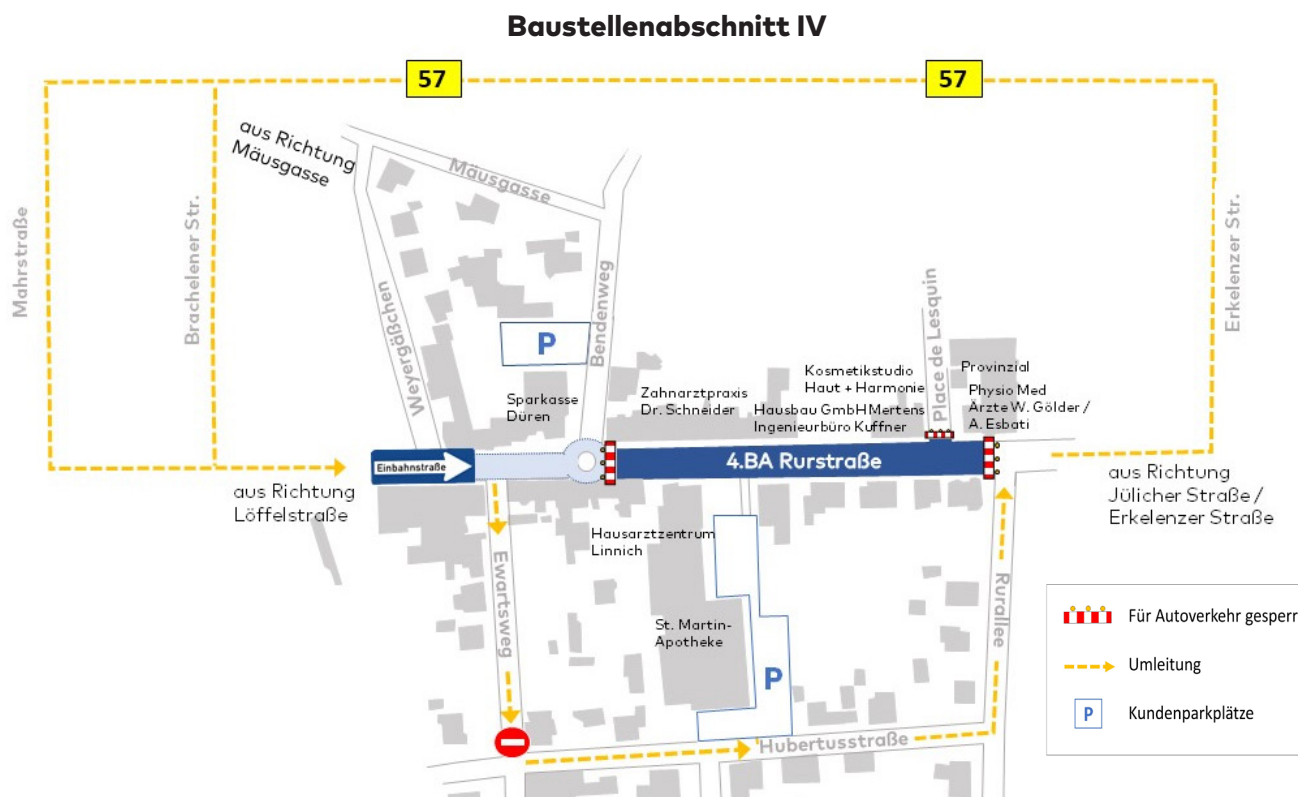 Baustellenabschnitt IV
57
57
aus Richtung
Mäusgasse
Mäusgasse
Mahrstraße
Brachelener Str.
Weyergäßchen
Bendenweg
Place de Lesquin
Erkelenzer Str.
P
Sparkasse
Düren
Zahnarztpraxis
Dr. Schneider
Kosmetikstudio
Haut + Harmonie
Hausbau GmbH Mertens
Ingenieurbüro Kuffner
Provinzial
Physio Med
Ärzte W. Gölder /
A. Esbati
Einbahnstraße
4.BA Rurstraße
aus Richtung
Löffelstraße
aus Richtung
Jülicher Straße /
Erkelenzer Straße
Hausarztzentrum
Linnich
Ewartsweg
St. Martin-
Apotheke
P
Rurallee
Hubertusstraße
Für Autoverkehr gesperr
Umleitung
P
Kundenparkplätze